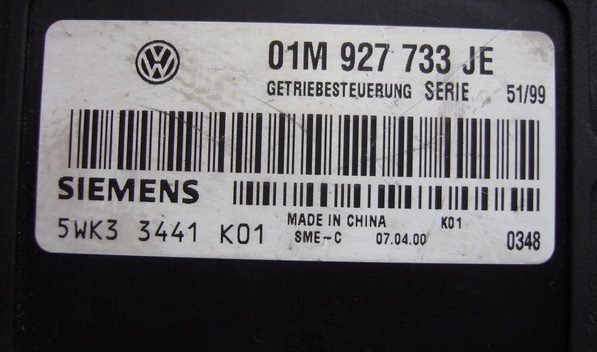 01M 927 733 JE
GETRIEBESTEUERUNG SERIE 51/99
SIEMENS
5WK3 3441 K01
MADE IN CHINA K01
SME-C 07.04.00 0348